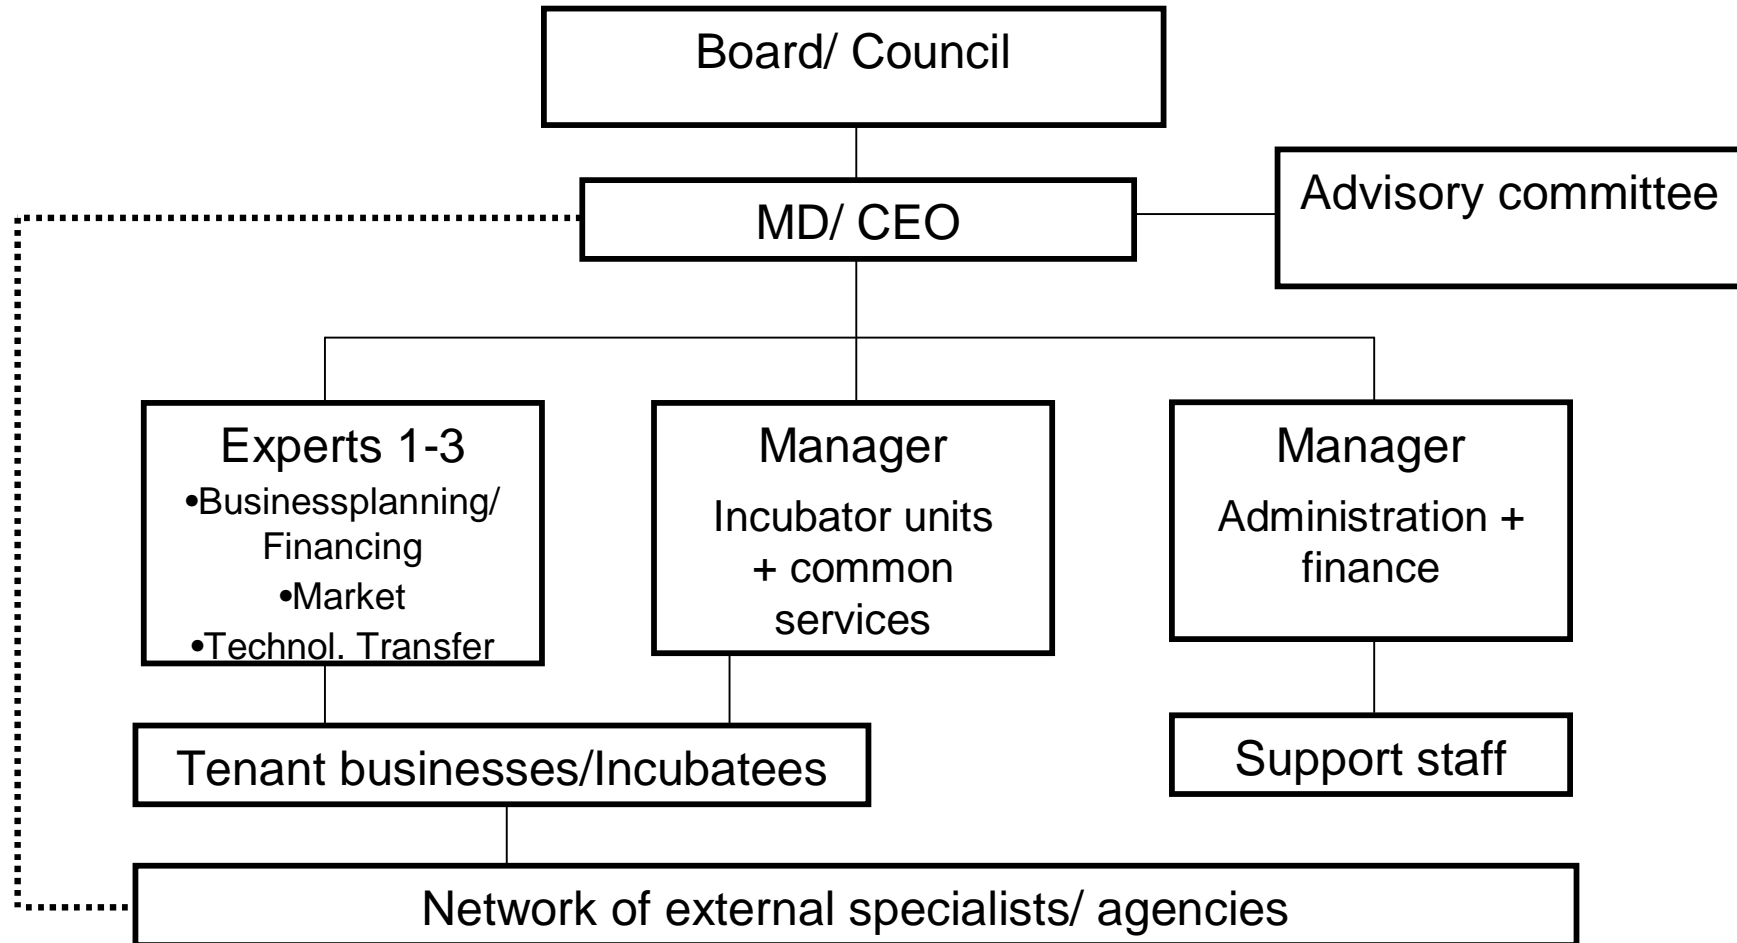 Board/ Council
MD/ CEO
Advisory committee
Experts 1-3
•Businessplanning/
Financing
•Market
•Technol. Transfer
Manager
Incubator units
+ common
services
Manager
Administration +
finance
Tenant businesses/Incubatees
Support staff
Network of external specialists/ agencies